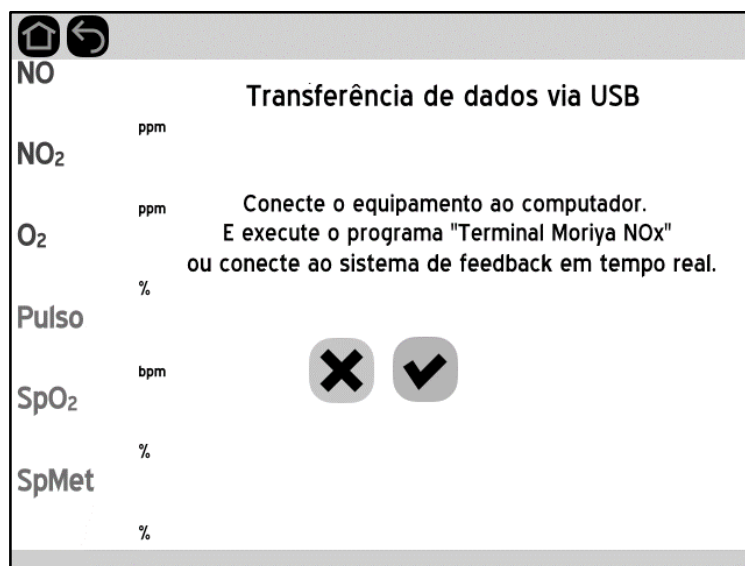 NO
ppm
NO₂
ppm
O₂
%
Pulso
bpm
SpO₂
%
SpMet
%
Transferência de dados via USB
Conecte o equipamento ao computador.
E execute o programa "Terminal Moriya NOx"
ou conecte ao sistema de feedback em tempo real.